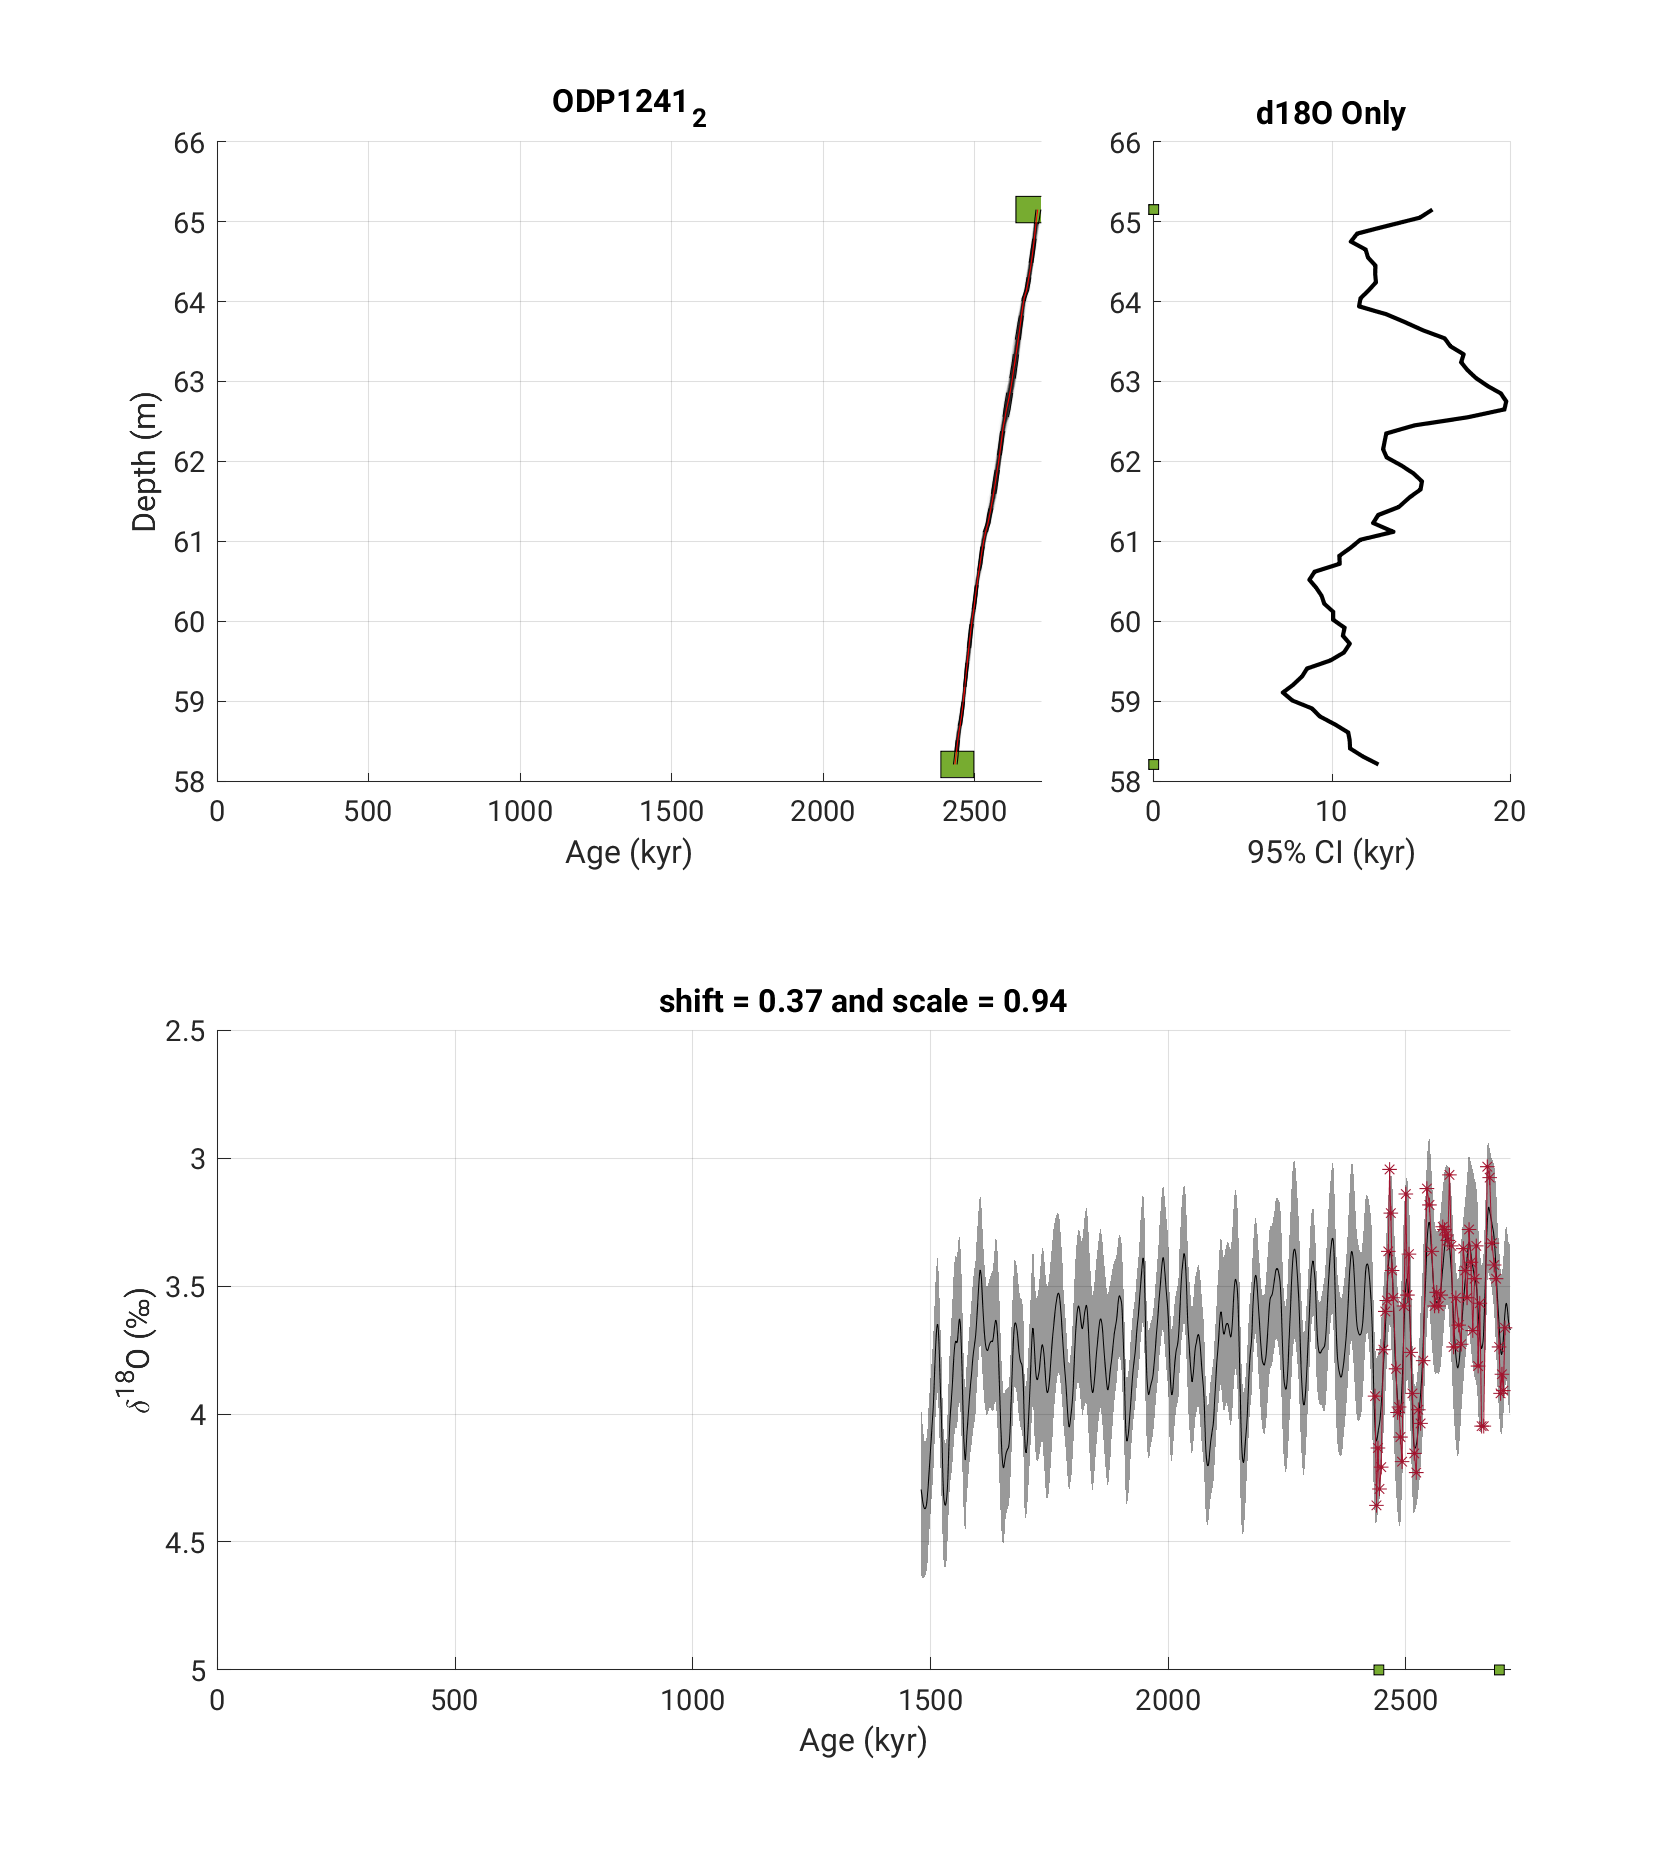 ODP1241₂
d18O Only
66
65
64
63
62
61
60
59
58
Depth (m)
0 500 1000 1500 2000 2500
Age (kyr)
66
65
64
63
62
61
60
59
58
0 10 20
95% CI (kyr)
shift = 0.37 and scale = 0.94
2.5
3
3.5
4
4.5
5
δ¹⁸O (‰)
0 500 1000 1500 2000 2500
Age (kyr)